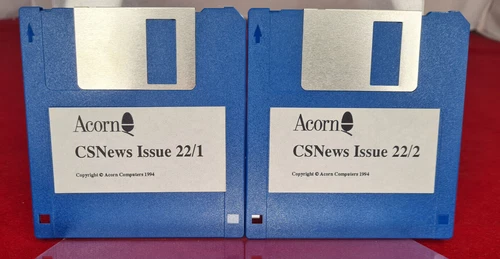 Acorn
CSNews Issue 22/1
Copyright © Acorn Computers 1994
Acorn
CSNews Issue 22/2
Copyright © Acorn Computers 1994